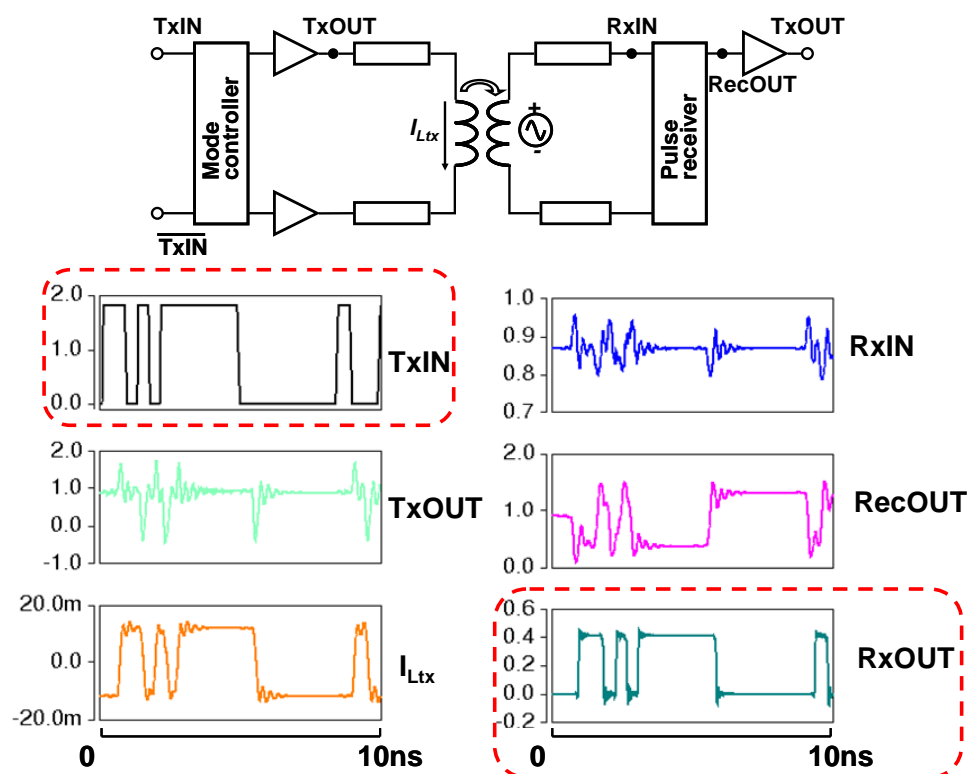 TxIN
TxOUT
RxIN
TxOUT
RecOUT
Mode
controller
I_Ltx
+
-
Pulse
receiver
TxIN
2.0
1.0
0.0
TxIN
1.0
0.9
0.8
0.7
RxIN
2.0
1.0
0.0
-1.0
TxOUT
2.0
1.0
0.0
RecOUT
20.0m
0.0
-20.0m
I_Ltx
0 10ns
0.6
0.4
0.2
0.0
-0.2
RxOUT
0 10ns